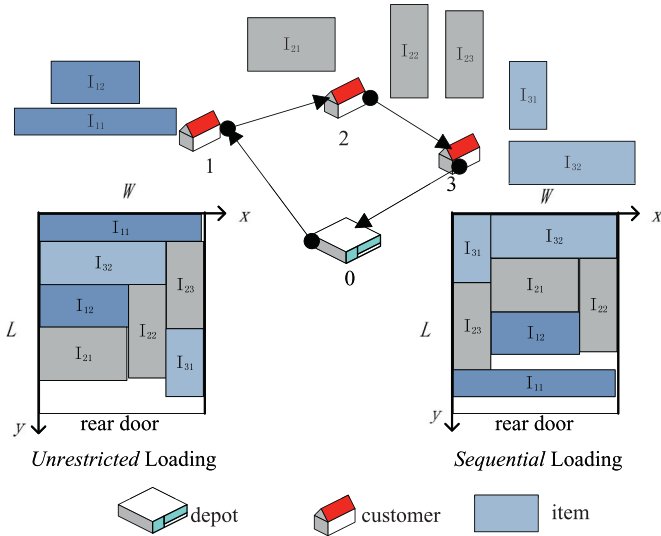 I21
I22
I23
I12
I11
I31
I32
1
2
3
0
W
x
I11
I32
I23
I12
I22
I21
I31
L
y
rear door
Unrestricted Loading
W
x
I31
I32
I21
I22
I23
I12
I11
L
y
rear door
Sequential Loading
depot
customer
item